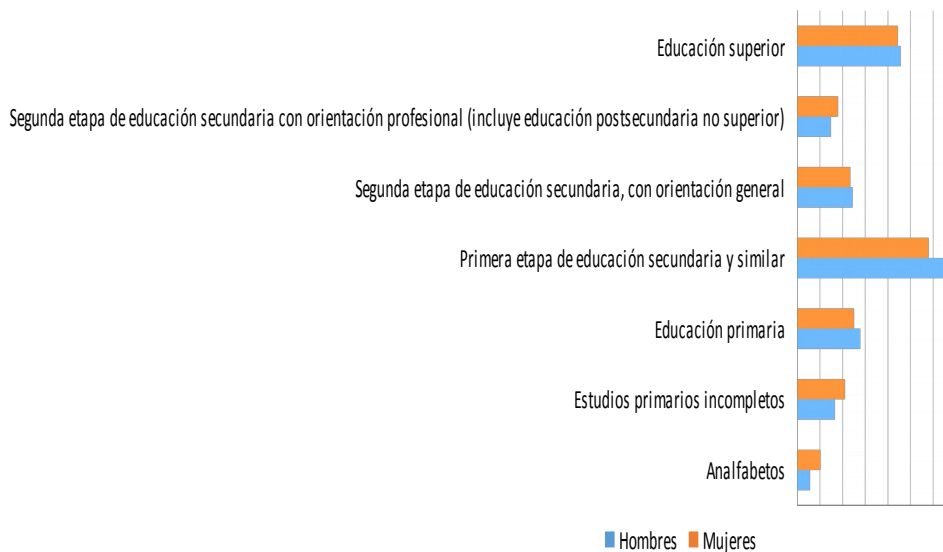 Educación superior
Segunda etapa de educación secundaria con orientación profesional (incluye educación postsecundaria no superior)
Segunda etapa de educación secundaria, con orientación general
Primera etapa de educación secundaria y similar
Educación primaria
Estudios primarios incompletos
Analfabetos
Hombres Mujeres